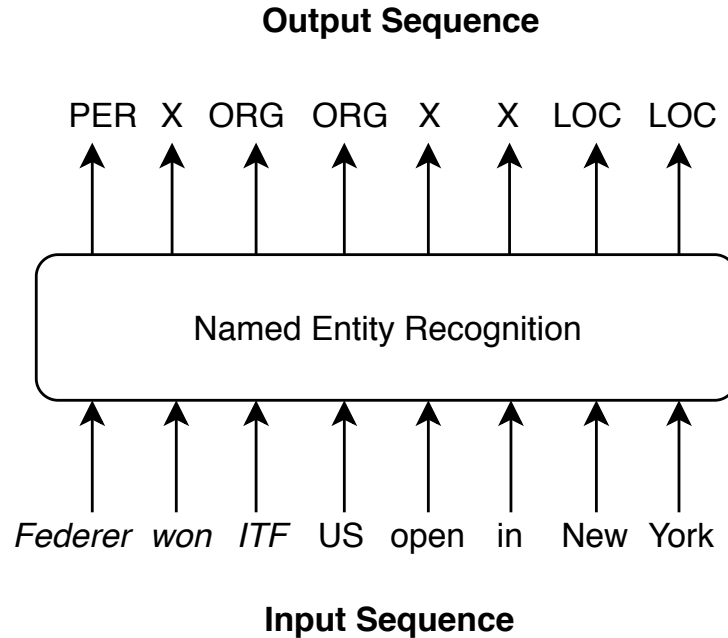 Output Sequence
PER X ORG ORG X X LOC LOC
Named Entity Recognition
Federer won ITF US open in New York
Input Sequence